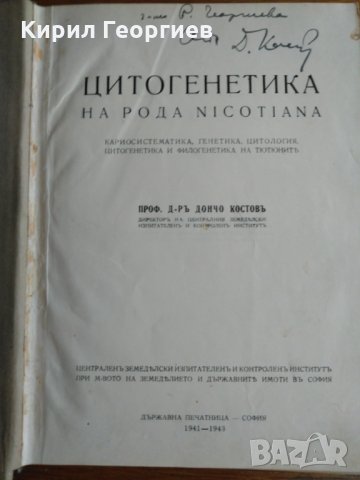 Кирил Георгиев
Р. Георгиева
ЦИТОГЕНЕТИКА
НА РОДА NICOTIANA
КАРИОСИСТЕМАТИКА, ГЕНЕТИКА, ЦИТОЛОГИЯ,
ЦИТОГЕНЕТИКА И ФИЛОГЕНЕТИКА НА ТЮТЮНИТѢ
ПРОФ. Д-РЪ ДОНЧО КОСТОВЪ
ДИРЕКТОРЪ НА ЦЕНТРАЛНИЯ ЗЕМЕДѢЛСКИ
ИЗПИТАТЕЛЕНЪ И КОНТРОЛЕНЪ ИНСТИТУТЪ
ЦЕНТРАЛЕНЪ ЗЕМЕДѢЛСКИ ИЗПИТАТЕЛЕНЪ И КОНТРОЛЕНЪ ИНСТИТУТЪ
ПРИ М-ВОТО НА ЗЕМЕДѢЛИЕТО И ДЪРЖАВНИТѢ ИМОТИ ВЪ СОФИЯ
ДЪРЖАВНА ПЕЧАТНИЦА — СОФИЯ
1941—1943
BAZAR